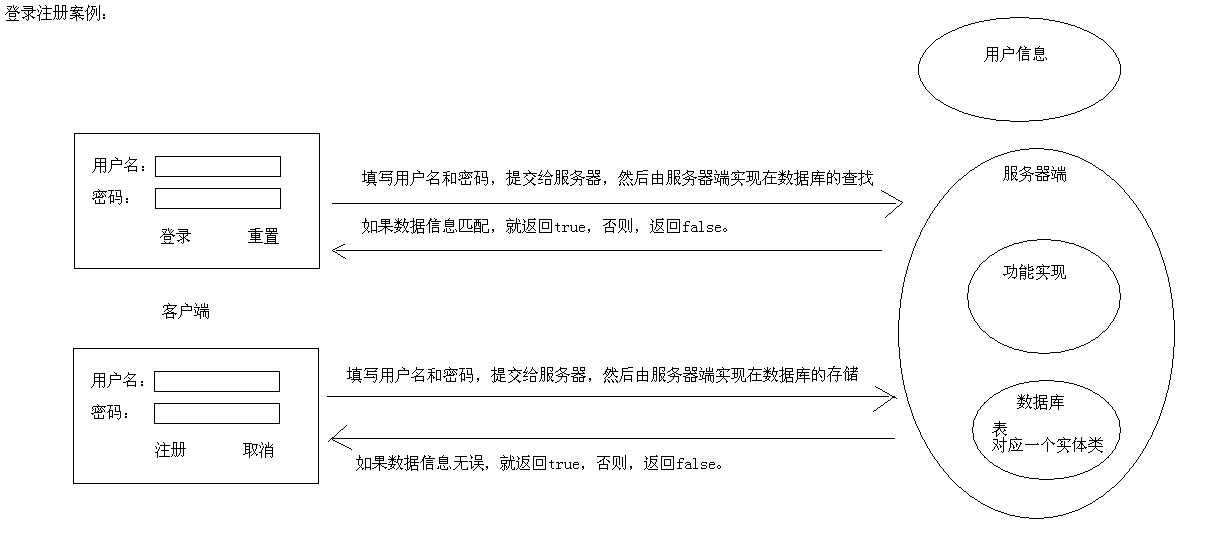 登录注册案例：
用户信息
用户名：
密码：
登录 重置
填写用户名和密码，提交给服务器，然后由服务器端实现在数据库的查找
如果数据信息匹配，就返回true，否则，返回false。
服务器端
功能实现
客户端
用户名：
密码：
注册 取消
填写用户名和密码，提交给服务器，然后由服务器端实现在数据库的存储
如果数据信息无误，就返回true，否则，返回false。
数据库
表
对应一个实体类